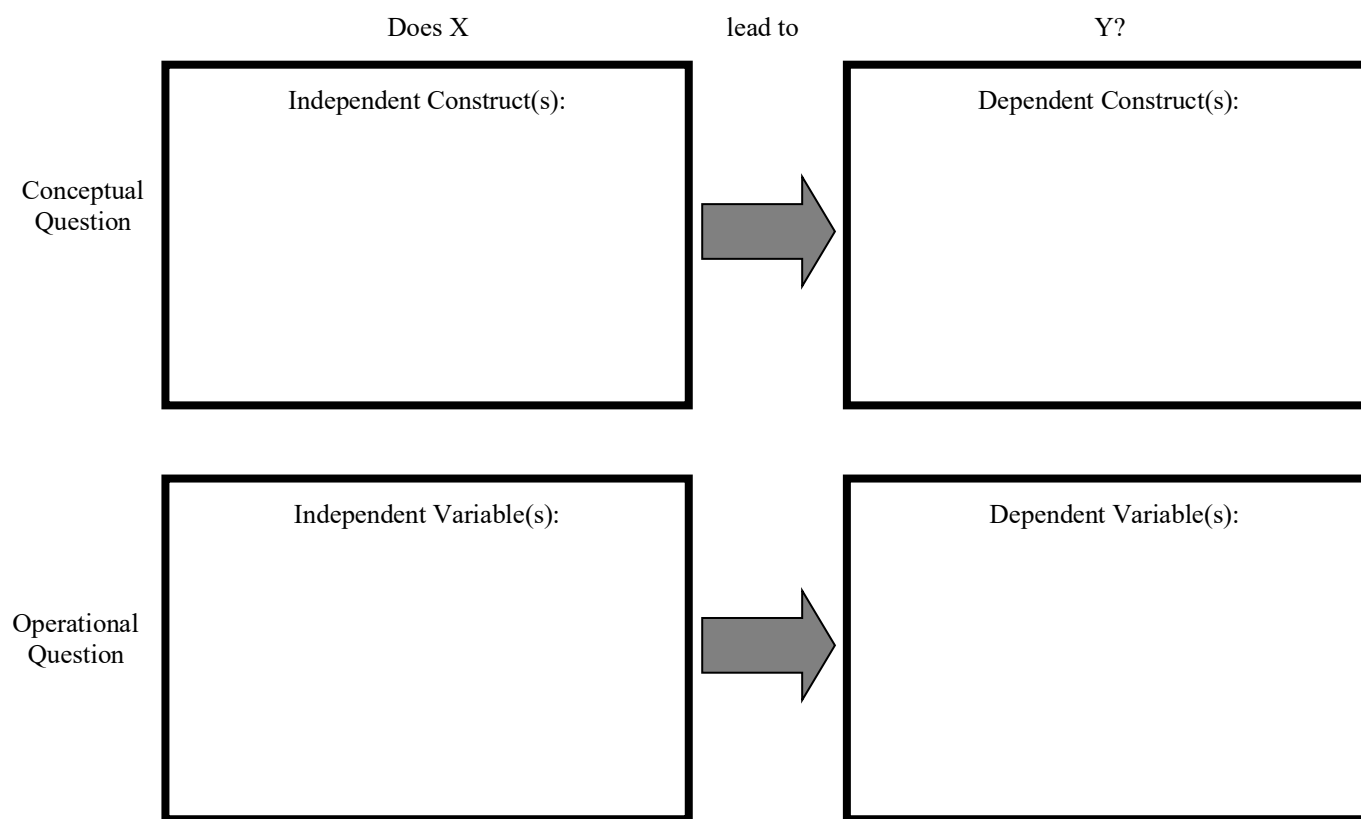 Does X lead to Y?
Independent Construct(s):
Dependent Construct(s):
Conceptual
Question
Independent Variable(s):
Dependent Variable(s):
Operational
Question